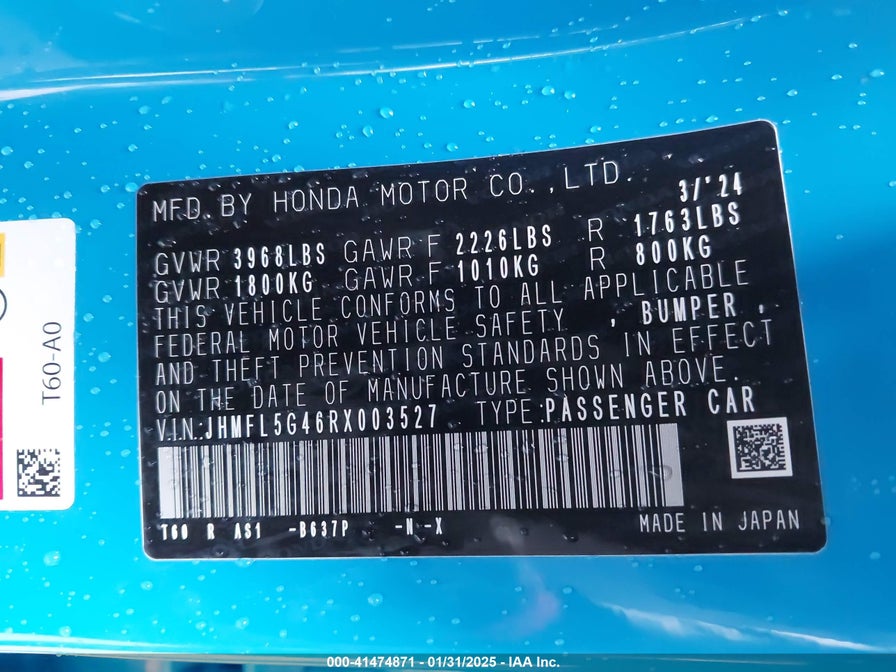 MFD. BY HONDA MOTOR CO., LTD. 3/'24
GVWR 3968LBS GAWR F 2226LBS R 1763LBS
GVWR 1800KG GAWR F 1010KG R 800KG
THIS VEHICLE CONFORMS TO ALL APPLICABLE
FEDERAL MOTOR VEHICLE SAFETY , BUMPER ,
AND THEFT PREVENTION STANDARDS IN EFFECT
ON THE DATE OF MANUFACTURE SHOWN ABOVE.
V.I.N:JHMFL5G46RX003527 TYPE:PASSENGER CAR
T60 R AS1 -B637P -N -X
MADE IN JAPAN
T60-A0
000-41474871 - 01/31/2025 - IAA Inc.